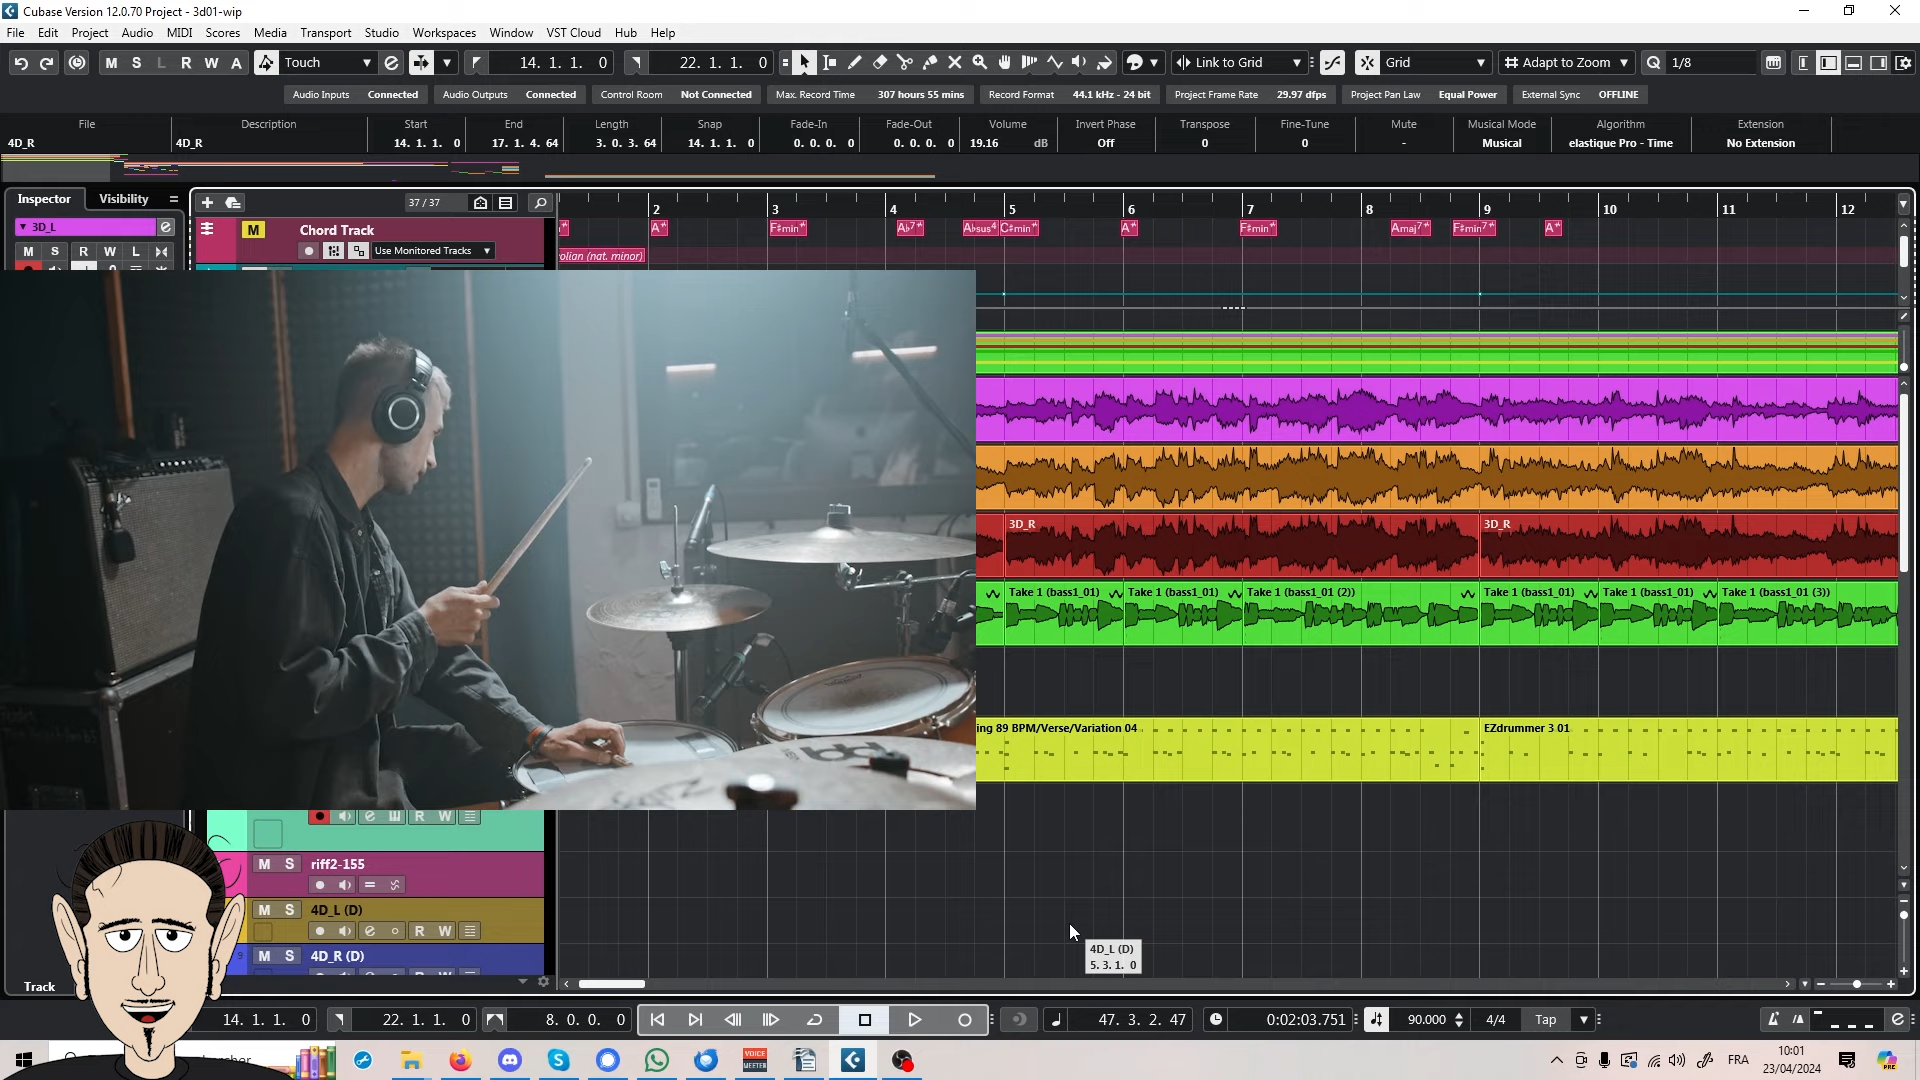 Cubase Version 12.0.70 Project - 3d01-wip
File Edit Project Audio MIDI Scores Media Transport Studio Workspaces Window VST Cloud Hub Help
M S L R W A Touch 14. 1. 1. 0 22. 1. 1. 0 Link to Grid Grid Adapt to Zoom Q 1/8
Audio Inputs Connected Audio Outputs Connected Control Room Not Connected Max. Record Time 307 hours 55 mins Record Format 44.1 kHz - 24 bit Project Frame Rate 29.97 dfps Project Pan Law Equal Power External Sync OFFLINE
File Description Start End Length Snap Fade-In Fade-Out Volume Invert Phase Transpose Fine-Tune Mute Musical Mode Algorithm Extension
4D_R 4D_R 14. 1. 1. 0 17. 1. 4. 64 3. 0. 3. 64 14. 1. 1. 0 0. 0. 0. 0 0. 0. 0. 0 19.16 dB Off 0 0 - Musical elastique Pro - Time No Extension
Inspector Visibility 37 / 37 2 3 4 5 6 7 8 9 10 11 12
3D_L M Chord Track A F#min Ab7 Absus4 C#min A F#min Amaj7 F#min7 A
M S R W L Use Monitored Tracks olian (nat. minor)
3D_R 3D_R
Take 1 (bass1_01) Take 1 (bass1_01) Take 1 (bass1_01 (2)) Take 1 (bass1_01) Take 1 (bass1_01) Take 1 (bass1_01 (3))
ing 89 BPM/Verse/Variation 04 EZdrummer 3 01
R W
M S riff2-155
M S 4D_L (D)
R W
4D_L (D)
5. 3. 1. 0
9 M S 4D_R (D)
Track
14. 1. 1. 0 22. 1. 1. 0 8. 0. 0. 0 47. 3. 2. 47 0:02:03.751 90.000 4/4 Tap
ercher VOICE MEETER FRA 10:01 PRE
23/04/2024